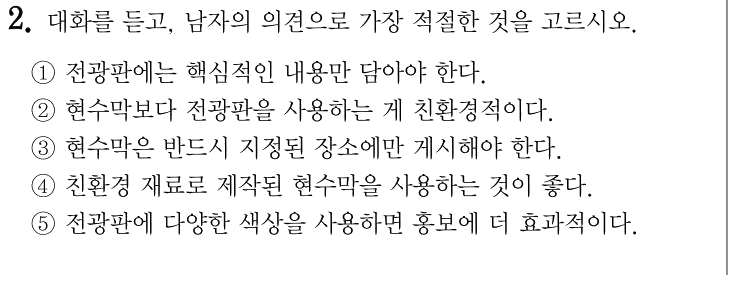 2. 대화를 듣고, 남자의 의견으로 가장 적절한 것을 고르시오.
① 전광판에는 핵심적인 내용만 담아야 한다.
② 현수막보다 전광판을 사용하는 게 친환경적이다.
③ 현수막은 반드시 지정된 장소에만 게시해야 한다.
④ 친환경 재료로 제작된 현수막을 사용하는 것이 좋다.
⑤ 전광판에 다양한 색상을 사용하면 홍보에 더 효과적이다.